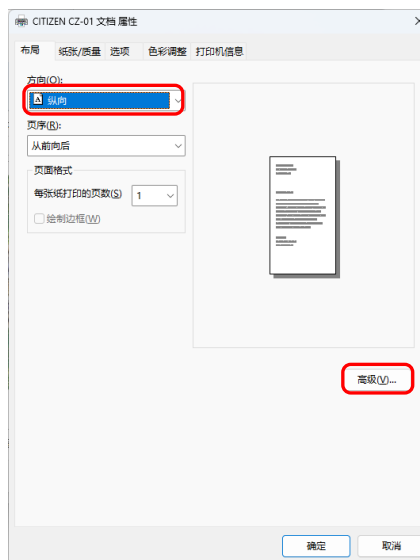 CITIZEN CZ-01 文档 属性
布局 纸张/质量 选项 色彩调整 打印机信息
方向(O):
纵向
页序(R):
从前向后
页面格式
每张纸打印的页数(S) 1
绘制边框(W)
高级(V)...
确定 取消